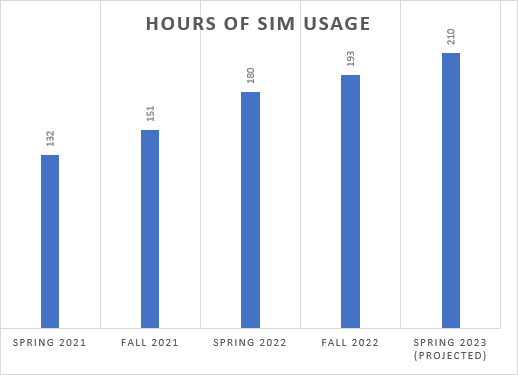 HOURS OF SIM USAGE
132
151
180
193
210
SPRING 2021
FALL 2021
SPRING 2022
FALL 2022
SPRING 2023
(PROJECTED)